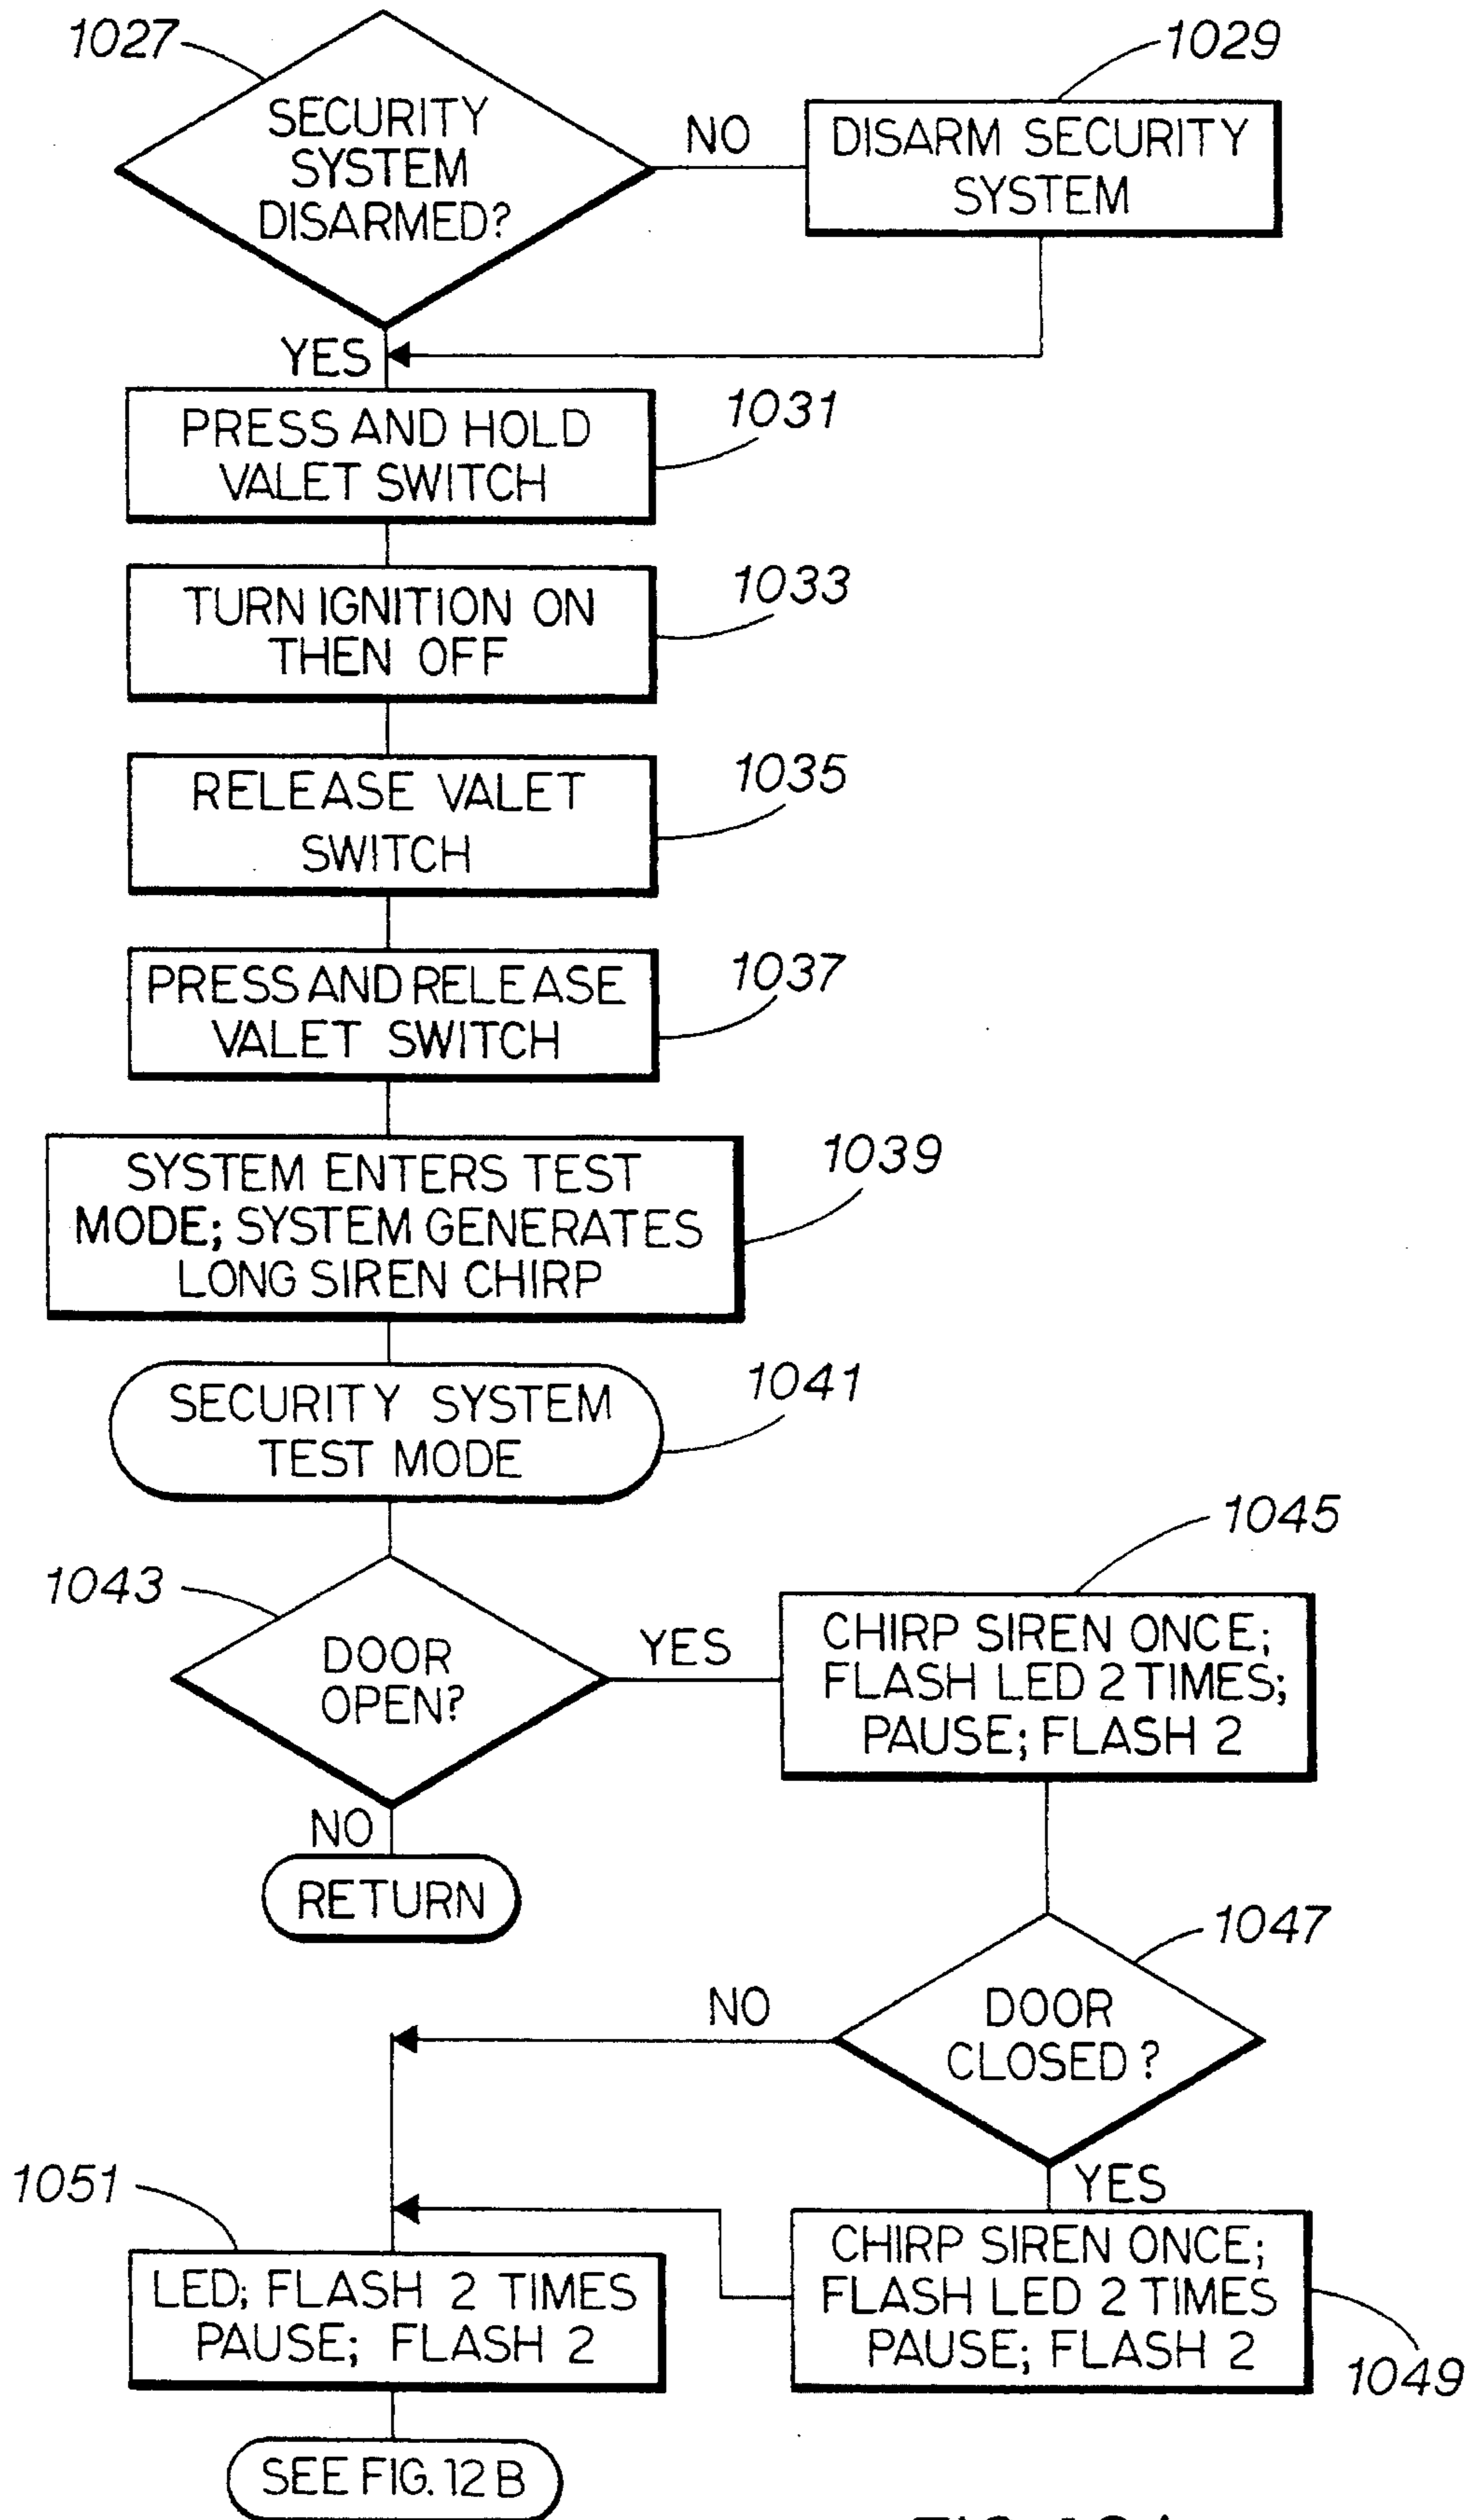 1027
SECURITY
SYSTEM
DISARMED?
NO
1029
DISARM SECURITY
SYSTEM
YES
PRESS AND HOLD
VALET SWITCH
1031
TURN IGNITION ON
THEN OFF
1033
RELEASE VALET
SWITCH
1035
PRESS AND RELEASE
VALET SWITCH
1037
SYSTEM ENTERS TEST
MODE; SYSTEM GENERATES
LONG SIREN CHIRP
1039
SECURITY SYSTEM
TEST MODE
1041
1043
DOOR
OPEN?
YES
1045
CHIRP SIREN ONCE;
FLASH LED 2 TIMES;
PAUSE; FLASH 2
NO
RETURN
1047
DOOR
CLOSED?
NO
YES
CHIRP SIREN ONCE;
FLASH LED 2 TIMES
PAUSE; FLASH 2
1049
1051
LED; FLASH 2 TIMES
PAUSE; FLASH 2
SEE FIG. 12B